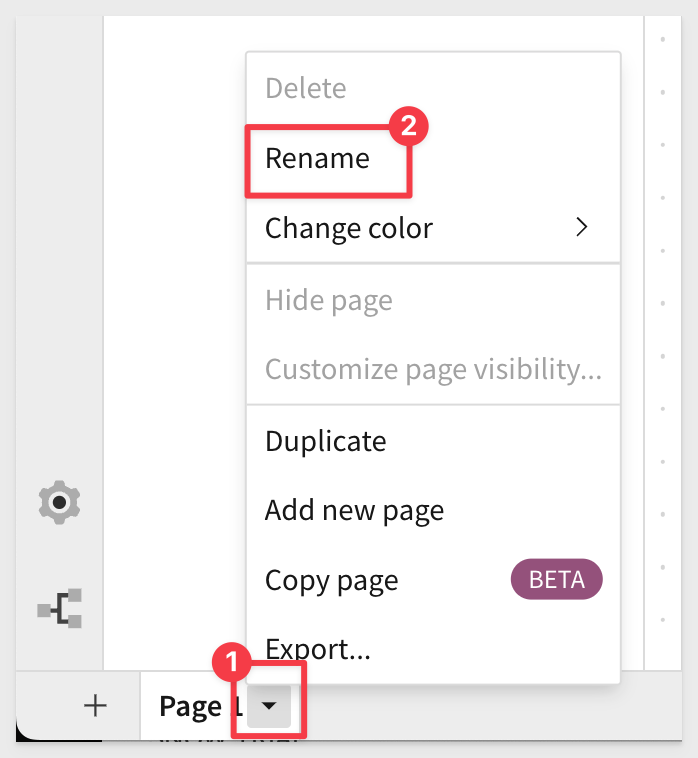 Delete
2
Rename
Change color
Hide page
Customize page visibility...
Duplicate
Add new page
Copy page BETA
Export...
1
+ Page 1